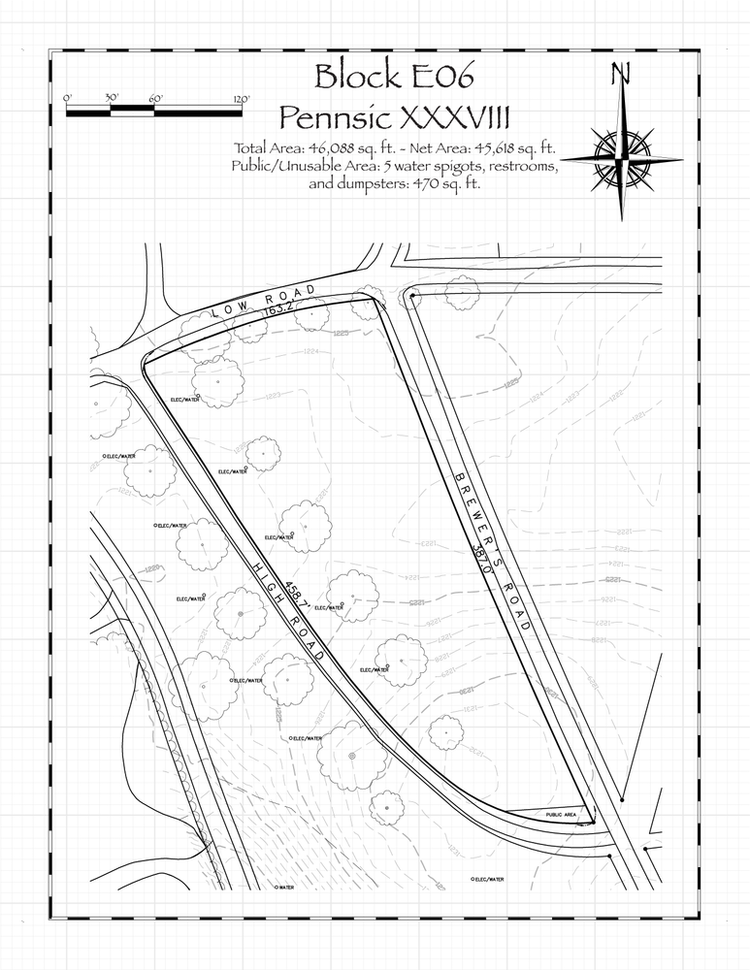 Block E06
Pennsic XXXVIII
Total Area: 46,088 sq. ft. - Net Area: 45,618 sq. ft.
Public/Unusable Area: 5 water spigots, restrooms,
and dumpsters: 470 sq. ft.
0' 30' 60' 120'
N
LOW ROAD
163.2'
1225
1224
1225
1223
ELEC/WATER
ELEC/WATER
ELEC/WATER
BREWER'S ROAD
387.0'
ELEC/WATER
ELEC/WATER
1220
HIGH ROAD
458.7'
ELEC/WATER
ELEC/WATER
ELEC/WATER
ELEC/WATER
ELEC/WATER
PUBLIC AREA
ELEC/WATER
WATER